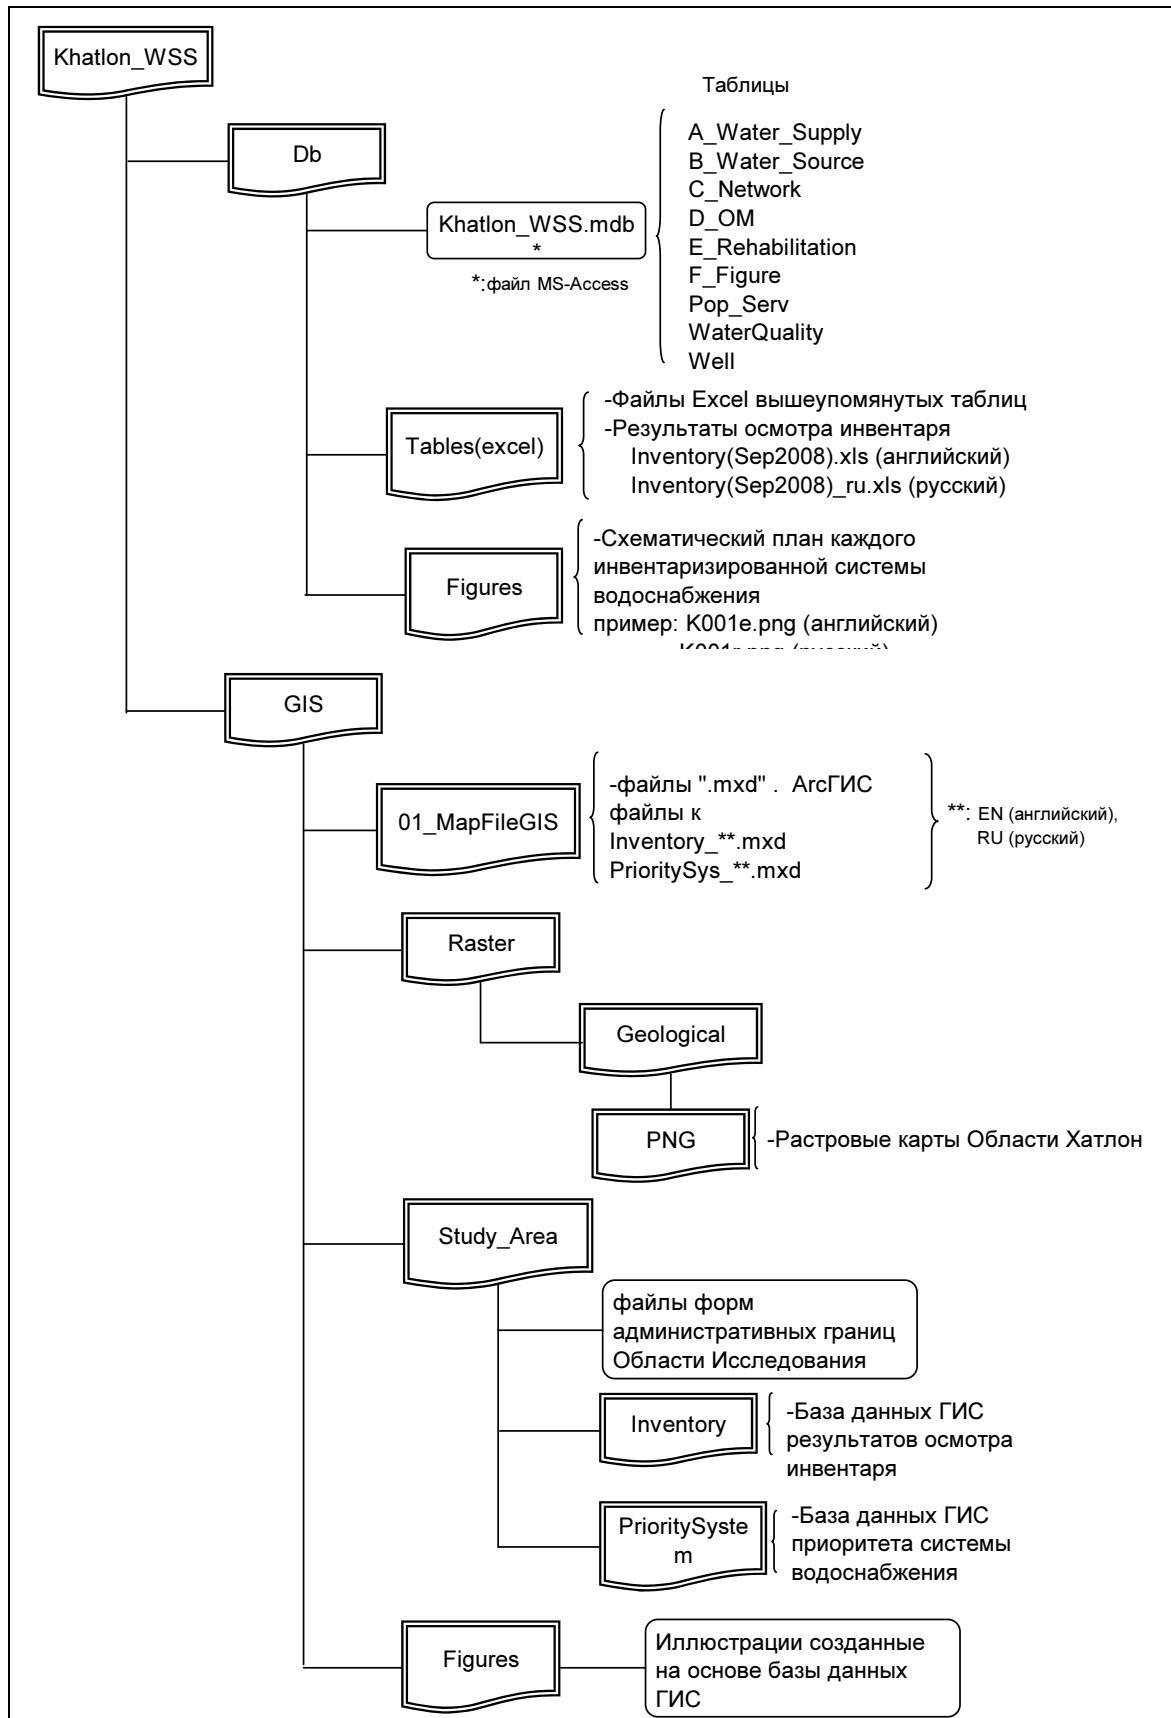 Khatlon_WSS
Таблицы
Db
A_Water_Supply
B_Water_Source
C_Network
D_OM
E_Rehabilitation
F_Figure
Pop_Serv
WaterQuality
Well
Khatlon_WSS.mdb
*
*:файл MS-Access
Tables(excel)
-Файлы Excel вышеупомянутых таблиц
-Результаты осмотра инвентаря
Inventory(Sep2008).xls (английский)
Inventory(Sep2008)_ru.xls (русский)
Figures
-Схематический план каждого
инвентаризированной системы
водоснабжения
пример: K001e.png (английский)
GIS
01_MapFileGIS
-файлы ".mxd" . ArcГИС
файлы к
Inventory_**.mxd
PrioritySys_**.mxd
**: EN (английский),
RU (русский)
Raster
Geological
PNG
-Растровые карты Области Хатлон
Study_Area
файлы форм
административных границ
Области Исследования
Inventory
-База данных ГИС
результатов осмотра
инвентаря
PrioritySyste
m
-База данных ГИС
приоритета системы
водоснабжения
Figures
Иллюстрации созданные
на основе базы данных
ГИС